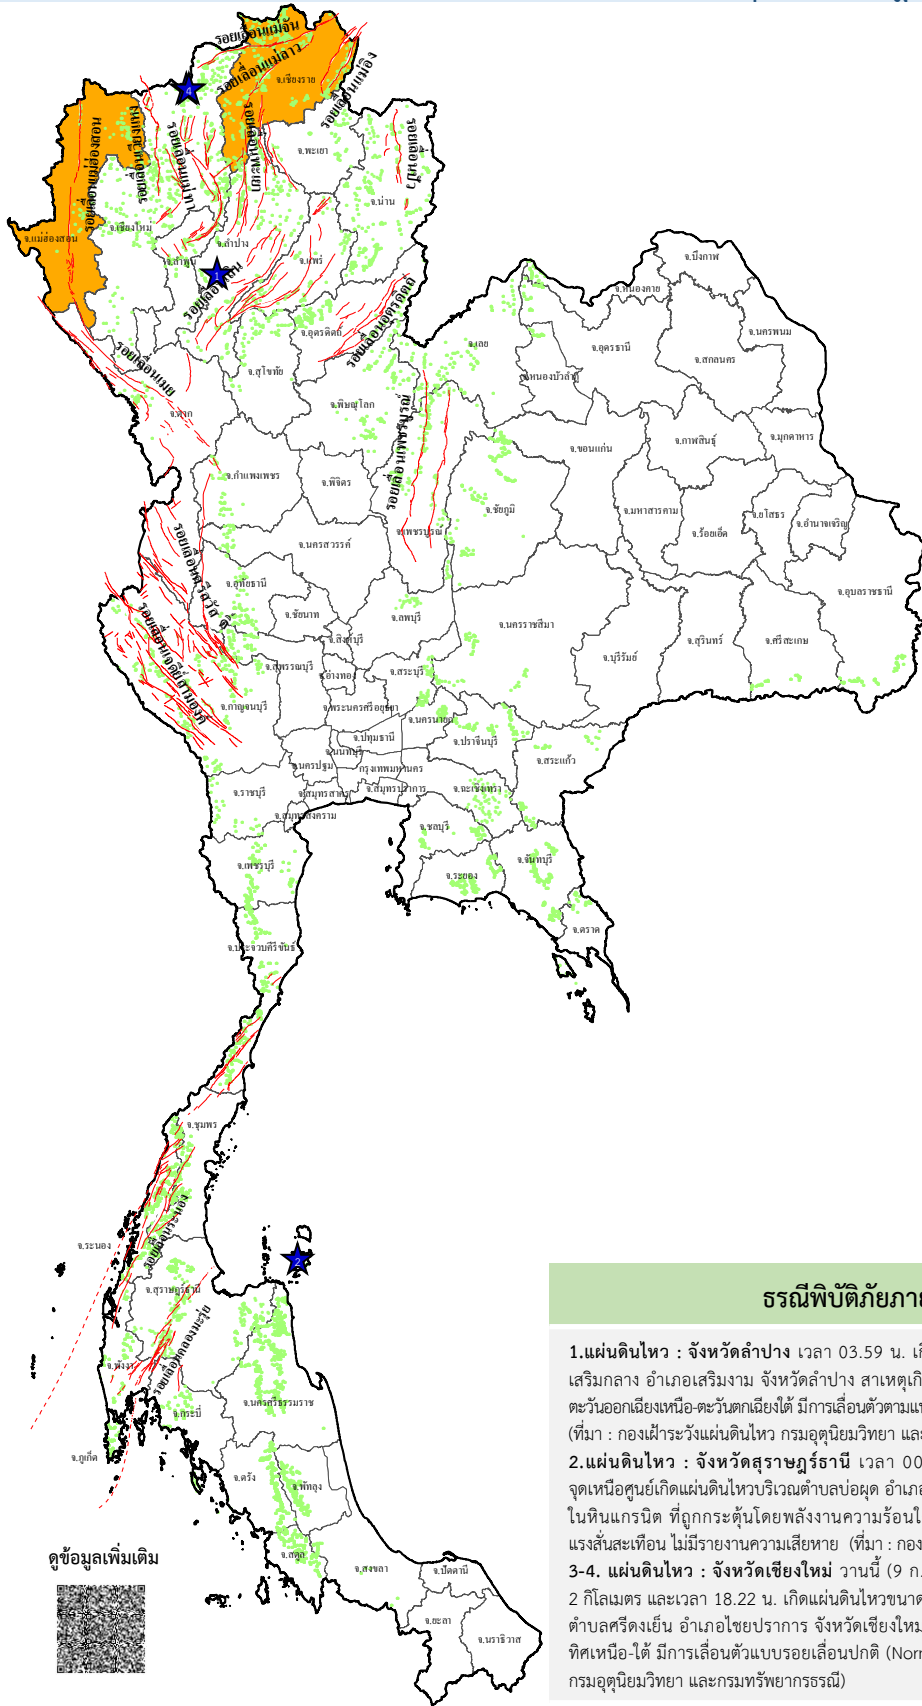 รอยเลื่อนแม่จัน
รอยเลื่อนแม่ลาว
จ.เชียงราย
รอยเลื่อนแม่อิง
4
รอยเลื่อนแม่ฮ่องสอน
รอยเลื่อนแม่ทา
รอยเลื่อนพะเยา
จ.พะเยา
รอยเลื่อนปัว
จ.น่าน
จ.เชียงใหม่
จ.แม่ฮ่องสอน
จ.ลำปาง
จ.ลำพูน
จ.แพร่
1
จ.บึงกาฬ
จ.หนองคาย
จ.นครพนม
จ.อุตรดิตถ์
รอยเลื่อนอุตรดิตถ์
จ.เลย
จ.อุดรธานี
จ.สกลนคร
รอยเลื่อนเมย
จ.สุโขทัย
จ.หนองบัวลำภู
จ.ตาก
จ.พิษณุโลก
รอยเลื่อนเพชรบูรณ์
จ.ขอนแก่น
จ.กาฬสินธุ์
จ.มุกดาหาร
จ.กำแพงเพชร
จ.พิจิตร
จ.ชัยภูมิ
จ.มหาสารคาม
จ.ยโสธร
จ.อำนาจเจริญ
จ.เพชรบูรณ์
จ.ร้อยเอ็ด
จ.นครสวรรค์
จ.อุทัยธานี
จ.อุบลราชธานี
จ.ชัยนาท
จ.ลพบุรี
จ.นครราชสีมา
รอยเลื่อนเจดีย์สามองค์
จ.สิงห์บุรี
จ.บุรีรัมย์
จ.สุรินทร์
จ.ศรีสะเกษ
จ.สุพรรณบุรี
จ.อ่างทอง
จ.สระบุรี
จ.กาญจนบุรี
จ.พระนครศรีอยุธยา
จ.นครนายก
จ.ปทุมธานี
จ.ปราจีนบุรี
จ.นนทบุรี
จ.สระแก้ว
จ.นครปฐม
กรุงเทพมหานคร
จ.ราชบุรี
จ.สมุทรสาคร
จ.สมุทรปราการ
จ.ฉะเชิงเทรา
จ.สมุทรสงคราม
จ.ชลบุรี
จ.เพชรบุรี
จ.ระยอง
จ.จันทบุรี
จ.ตราด
จ.ประจวบคีรีขันธ์
จ.ชุมพร
รอยเลื่อนระนอง
จ.ระนอง
2
จ.สุราษฎร์ธานี
รอยเลื่อนคลองมะรุ่ย
จ.พังงา
จ.กระบี่
จ.นครศรีธรรมราช
จ.ภูเก็ต
จ.ตรัง
จ.พัทลุง
จ.สตูล
จ.สงขลา
จ.ปัตตานี
จ.ยะลา
จ.นราธิวาส
ดูข้อมูลเพิ่มเติม
ธรณีพิบัติภัยภาย
1.แผ่นดินไหว : จังหวัดลำปาง เวลา 03.59 น. เกิ
เสริมกลาง อำเภอเสริมงาม จังหวัดลำปาง สาเหตุเกิ
ตะวันออกเฉียงเหนือ-ตะวันตกเฉียงใต้ มีการเลื่อนตัวตามแน
(ที่มา : กองเฝ้าระวังแผ่นดินไหว กรมอุตุนิยมวิทยา และ
2.แผ่นดินไหว : จังหวัดสุราษฎร์ธานี เวลา 00
จุดเหนือศูนย์เกิดแผ่นดินไหวบริเวณตำบลบ่อผุด อำเภอ
ในหินแกรนิต ที่ถูกกระตุ้นโดยพลังงานความร้อนใ
แรงสั่นสะเทือน ไม่มีรายงานความเสียหาย (ที่มา : กอง
3-4. แผ่นดินไหว : จังหวัดเชียงใหม่ วานนี้ (9 ก.
2 กิโลเมตร และเวลา 18.22 น. เกิดแผ่นดินไหวขนาด
ตำบลศรีดงเย็น อำเภอไชยปราการ จังหวัดเชียงใหม่
ทิศเหนือ-ใต้ มีการเลื่อนตัวแบบรอยเลื่อนปกติ (Norm
กรมอุตุนิยมวิทยา และกรมทรัพยากรธรณี)